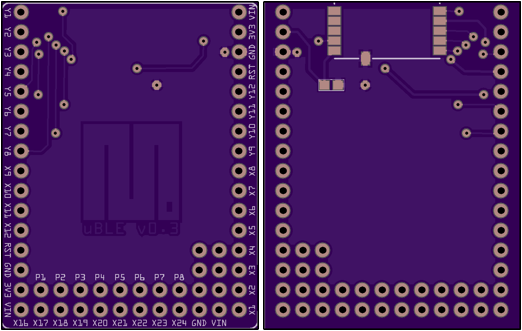 Y1
Y2
Y3
Y4
Y5
Y6
Y7
Y8
X9
X10
X11
X12
RST
GND
3V3
VIN
VIN
3V3
GND
RST
Y12
Y11
Y10
Y9
X8
X7
X6
X5
X4
X3
X2
X1
uBLE v0.3
P1 P2 P3 P4 P5 P6 P7 P8
X16 X17 X18 X19 X20 X21 X22 X23 X24 GND VIN